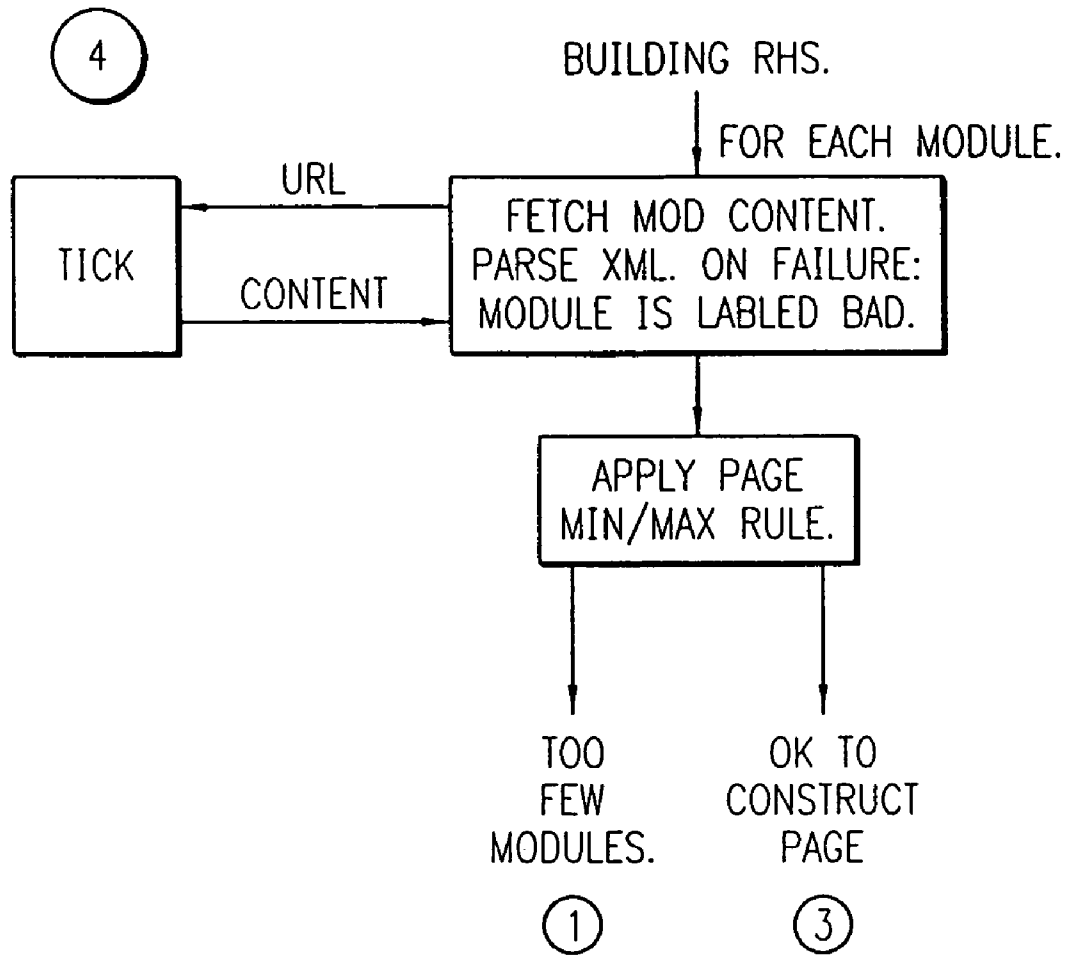 4
BUILDING RHS.
FOR EACH MODULE.
URL
TICK
CONTENT
FETCH MOD CONTENT.
PARSE XML. ON FAILURE:
MODULE IS LABLED BAD.
APPLY PAGE
MIN/MAX RULE.
TOO
FEW
MODULES.
1
OK TO
CONSTRUCT
PAGE
3